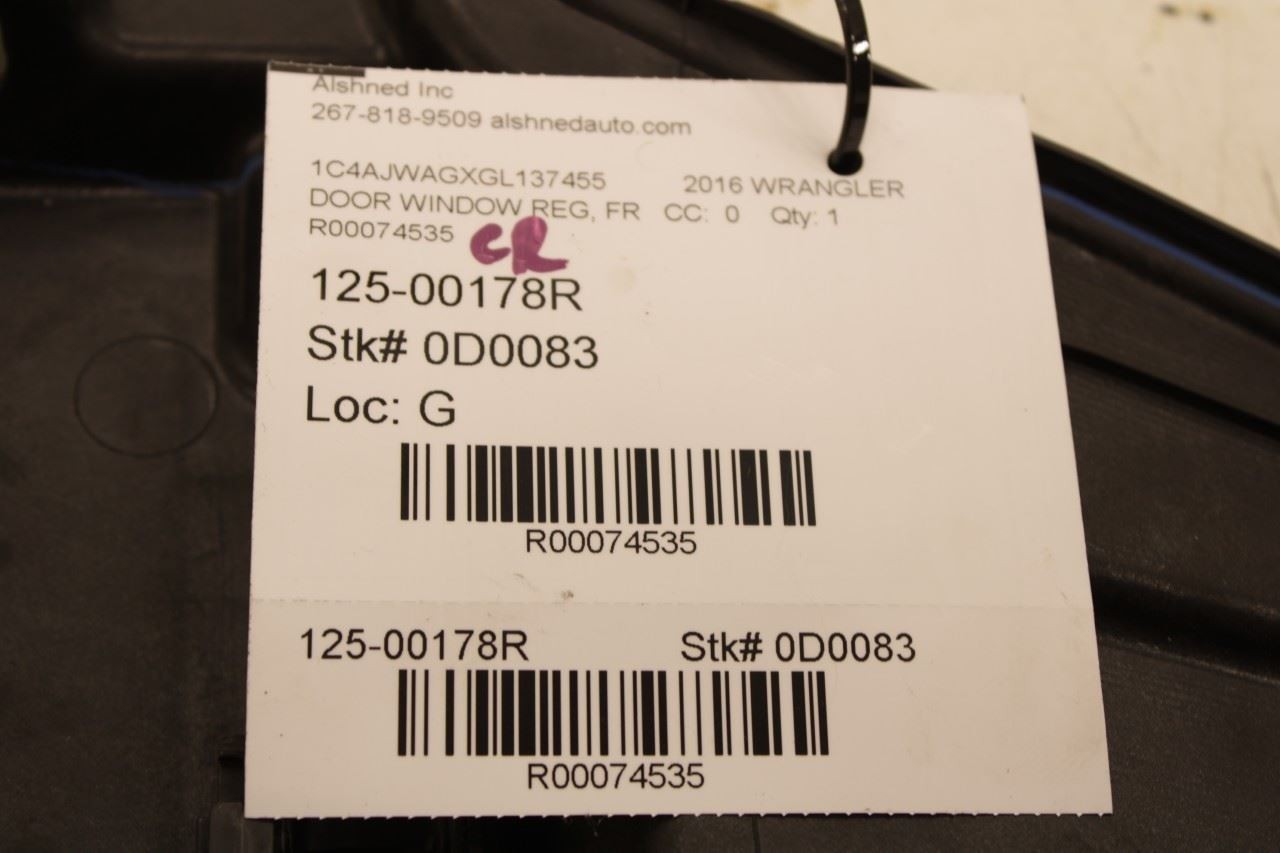 Alshned Inc
267-818-9509 alshnedauto.com
1C4AJWAGXGL137455 2016 WRANGLER
DOOR WINDOW REG, FR CC: 0 Qty: 1
R00074535 CR
125-00178R
Stk# 0D0083
Loc: G
R00074535
125-00178R Stk# 0D0083
R00074535